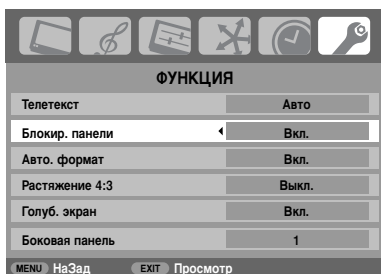 ФУНКЦИЯ
Телетекст Авто
Блокир. панели Вкл.
Авто. формат Вкл.
Растяжение 4:3 Выкл.
Голуб. экран Вкл.
Боковая панель 1
MENU НаЗад EXIT Просмотр